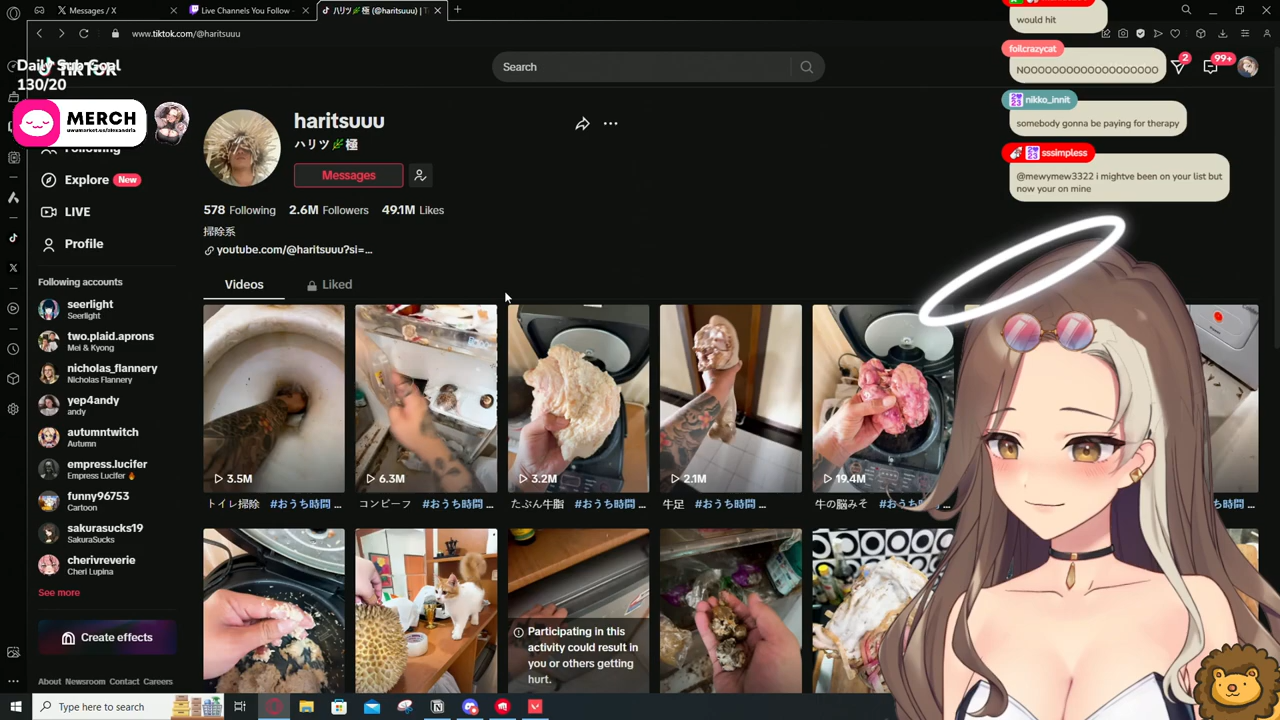 Messages / X
Live Channels You Follow -
ハリツ🌿極 (@haritsuuu) | T
www.tiktok.com/@haritsuuu
Daily Sub Goal
130/20
TikTok
MERCH
Search
Following
Explore New
LIVE
Profile
Following accounts
seerlight
Seerlight
two.plaid.aprons
Mei & Kyong
nicholas_flannery
Nicholas Flannery
yep4andy
andy
autumntwitch
Autumn
empress.lucifer
Empress Lucifer🔥
funny96753
Cartoon
sakurasucks19
SakuraSucks
cherivreverie
Cheri Lupina
See more
Create effects
About Newsroom Contact Careers
haritsuuu
ハリツ🌿極
Messages
578 Following 2.6M Followers 49.1M Likes
掃除系
youtube.com/@haritsuuu?si=...
Videos Liked
3.5M
6.3M
3.2M
2.1M
19.4M
トイレ掃除 #おうち時間 ...
コンビーフ #おうち時間 ...
たぶん牛脂 #おうち時間 ...
牛足 #おうち時間 ...
牛の脳みそ #おうち時間 ...
Participating in this
activity could result in
you or others getting
hurt.
would hit
foilcrazycat
NOOOOOOOOOOOOOOOOOO
2
99+
nikko_innit
somebody gonna be paying for therapy
sssimpless
@mewymew3322 i mightve been on your list but
now your on mine
Type here to search